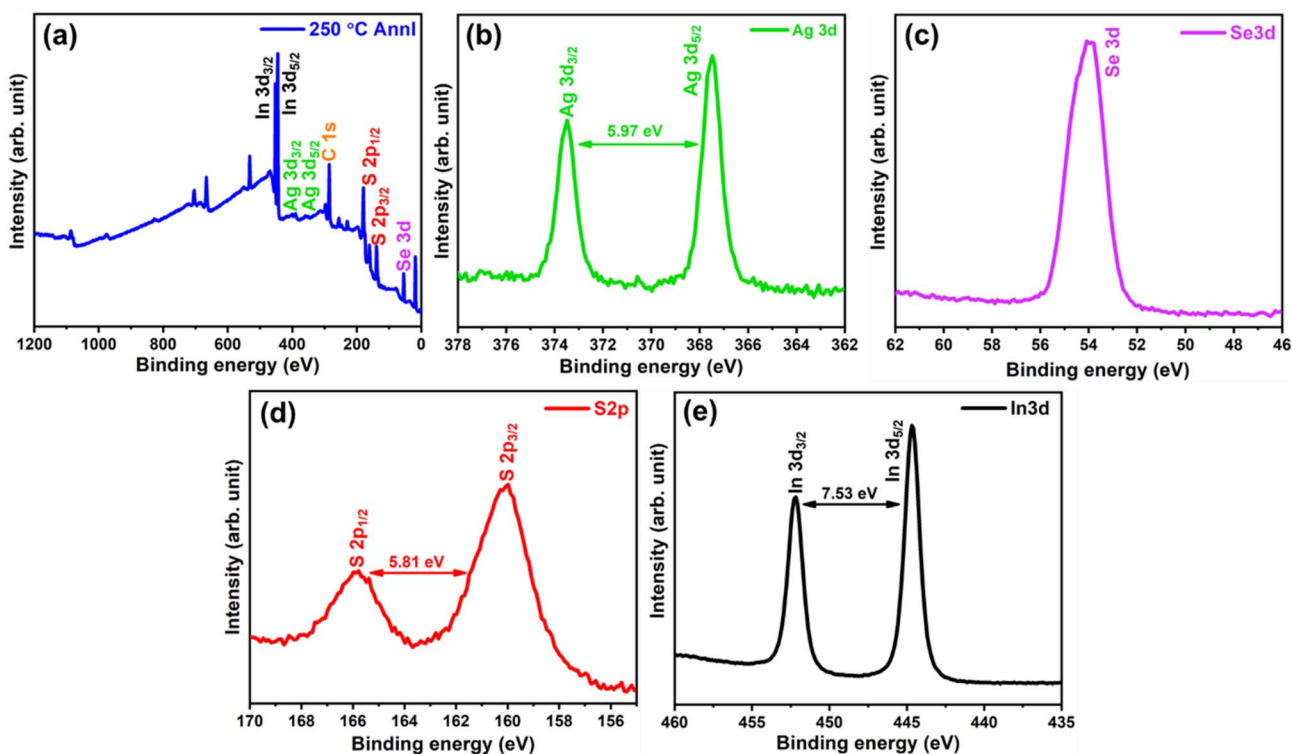 (a)
250 °C Annl
In 3d3/2
In 3d5/2
Ag 3d3/2
Ag 3d5/2
C 1s
S 2p1/2
S 2p3/2
Se 3d
Intensity (arb. unit)
1200 1000 800 600 400 200 0
Binding energy (eV)
(b)
Ag 3d
Ag 3d3/2
Ag 3d5/2
5.97 eV
Intensity (arb. unit)
378 376 374 372 370 368 366 364 362
Binding energy (eV)
(c)
Se3d
Se 3d
Intensity (arb. unit)
62 60 58 56 54 52 50 48 46
Binding energy (eV)
(d)
S2p
S 2p1/2
S 2p3/2
5.81 eV
Intensity (arb. unit)
170 168 166 164 162 160 158 156
Binding energy (eV)
(e)
In3d
In 3d3/2
In 3d5/2
7.53 eV
Intensity (arb. unit)
460 455 450 445 440 435
Binding energy (eV)